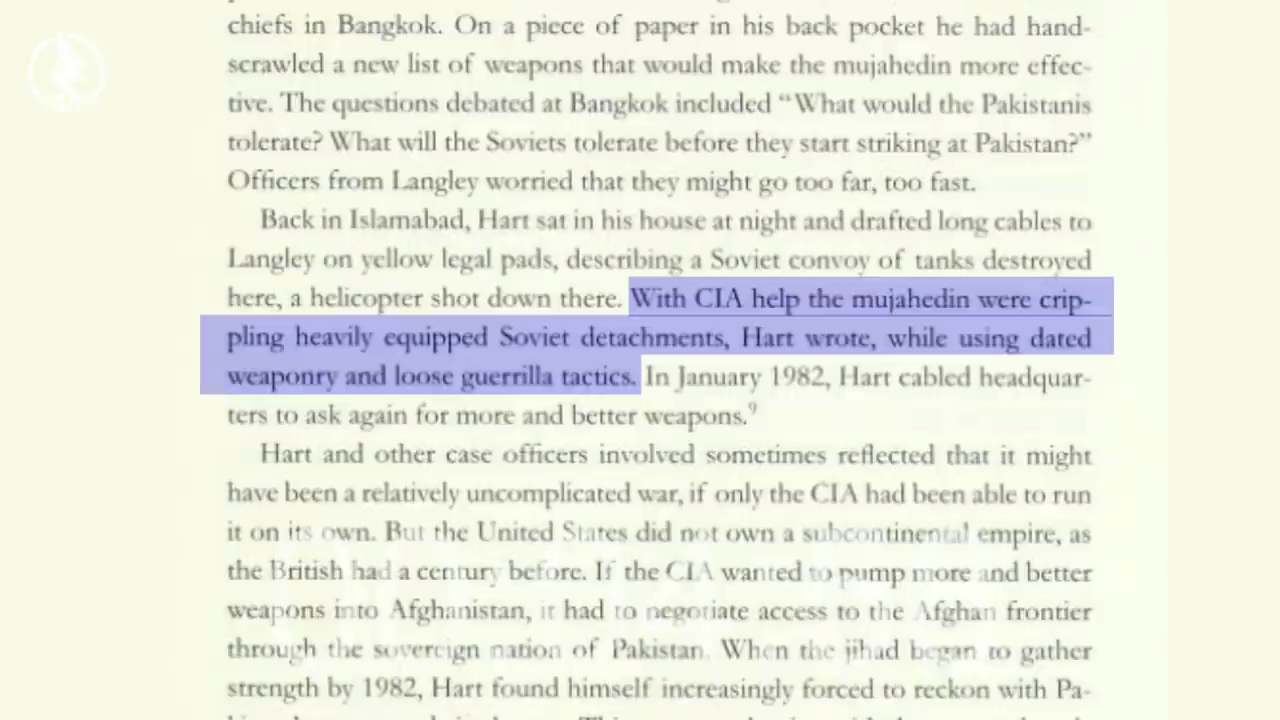 chiefs in Bangkok. On a piece of paper in his back pocket he had hand-
scrawled a new list of weapons that would make the mujahedin more effec-
tive. The questions debated at Bangkok included “What would the Pakistanis
tolerate? What will the Soviets tolerate before they start striking at Pakistan?”
Officers from Langley worried that they might go too far, too fast.
Back in Islamabad, Hart sat in his house at night and drafted long cables to
Langley on yellow legal pads, describing a Soviet convoy of tanks destroyed
here, a helicopter shot down there. With CIA help the mujahedin were crip-
pling heavily equipped Soviet detachments, Hart wrote, while using dated
weaponry and loose guerrilla tactics. In January 1982, Hart cabled headquar-
ters to ask again for more and better weapons.9
Hart and other case officers involved sometimes reflected that it might
have been a relatively uncomplicated war, if only the CIA had been able to run
it on its own. But the United States did not own a subcontinental empire, as
the British had a century before. If the CIA wanted to pump more and better
weapons into Afghanistan, it had to negotiate access to the Afghan frontier
through the sovereign nation of Pakistan. When the jihad began to gather
strength by 1982, Hart found himself increasingly forced to reckon with Pa-